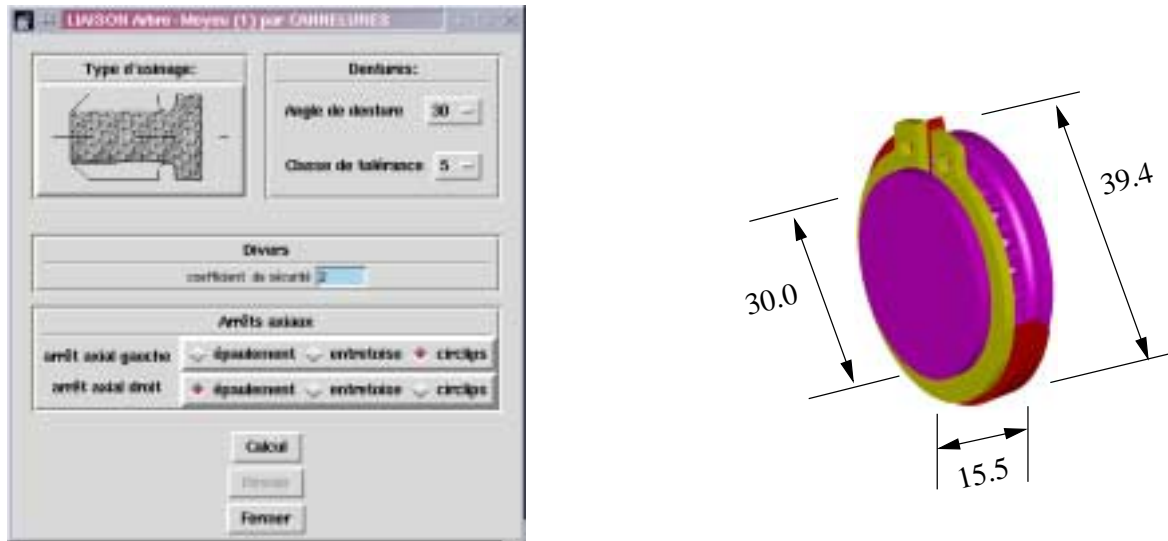 LIAISON Arbre-Moyeu (1) par CANNELURES
Type d'usinage:
Dentures:
Angle de denture 30
Classe de tolérance 5
Divers
coefficient de sécurité 2
Arrêts axiaux
arrêt axial gauche épaulement entretoise circlips
arrêt axial droit épaulement entretoise circlips
Calcul
Fermer
39.4
30.0
15.5